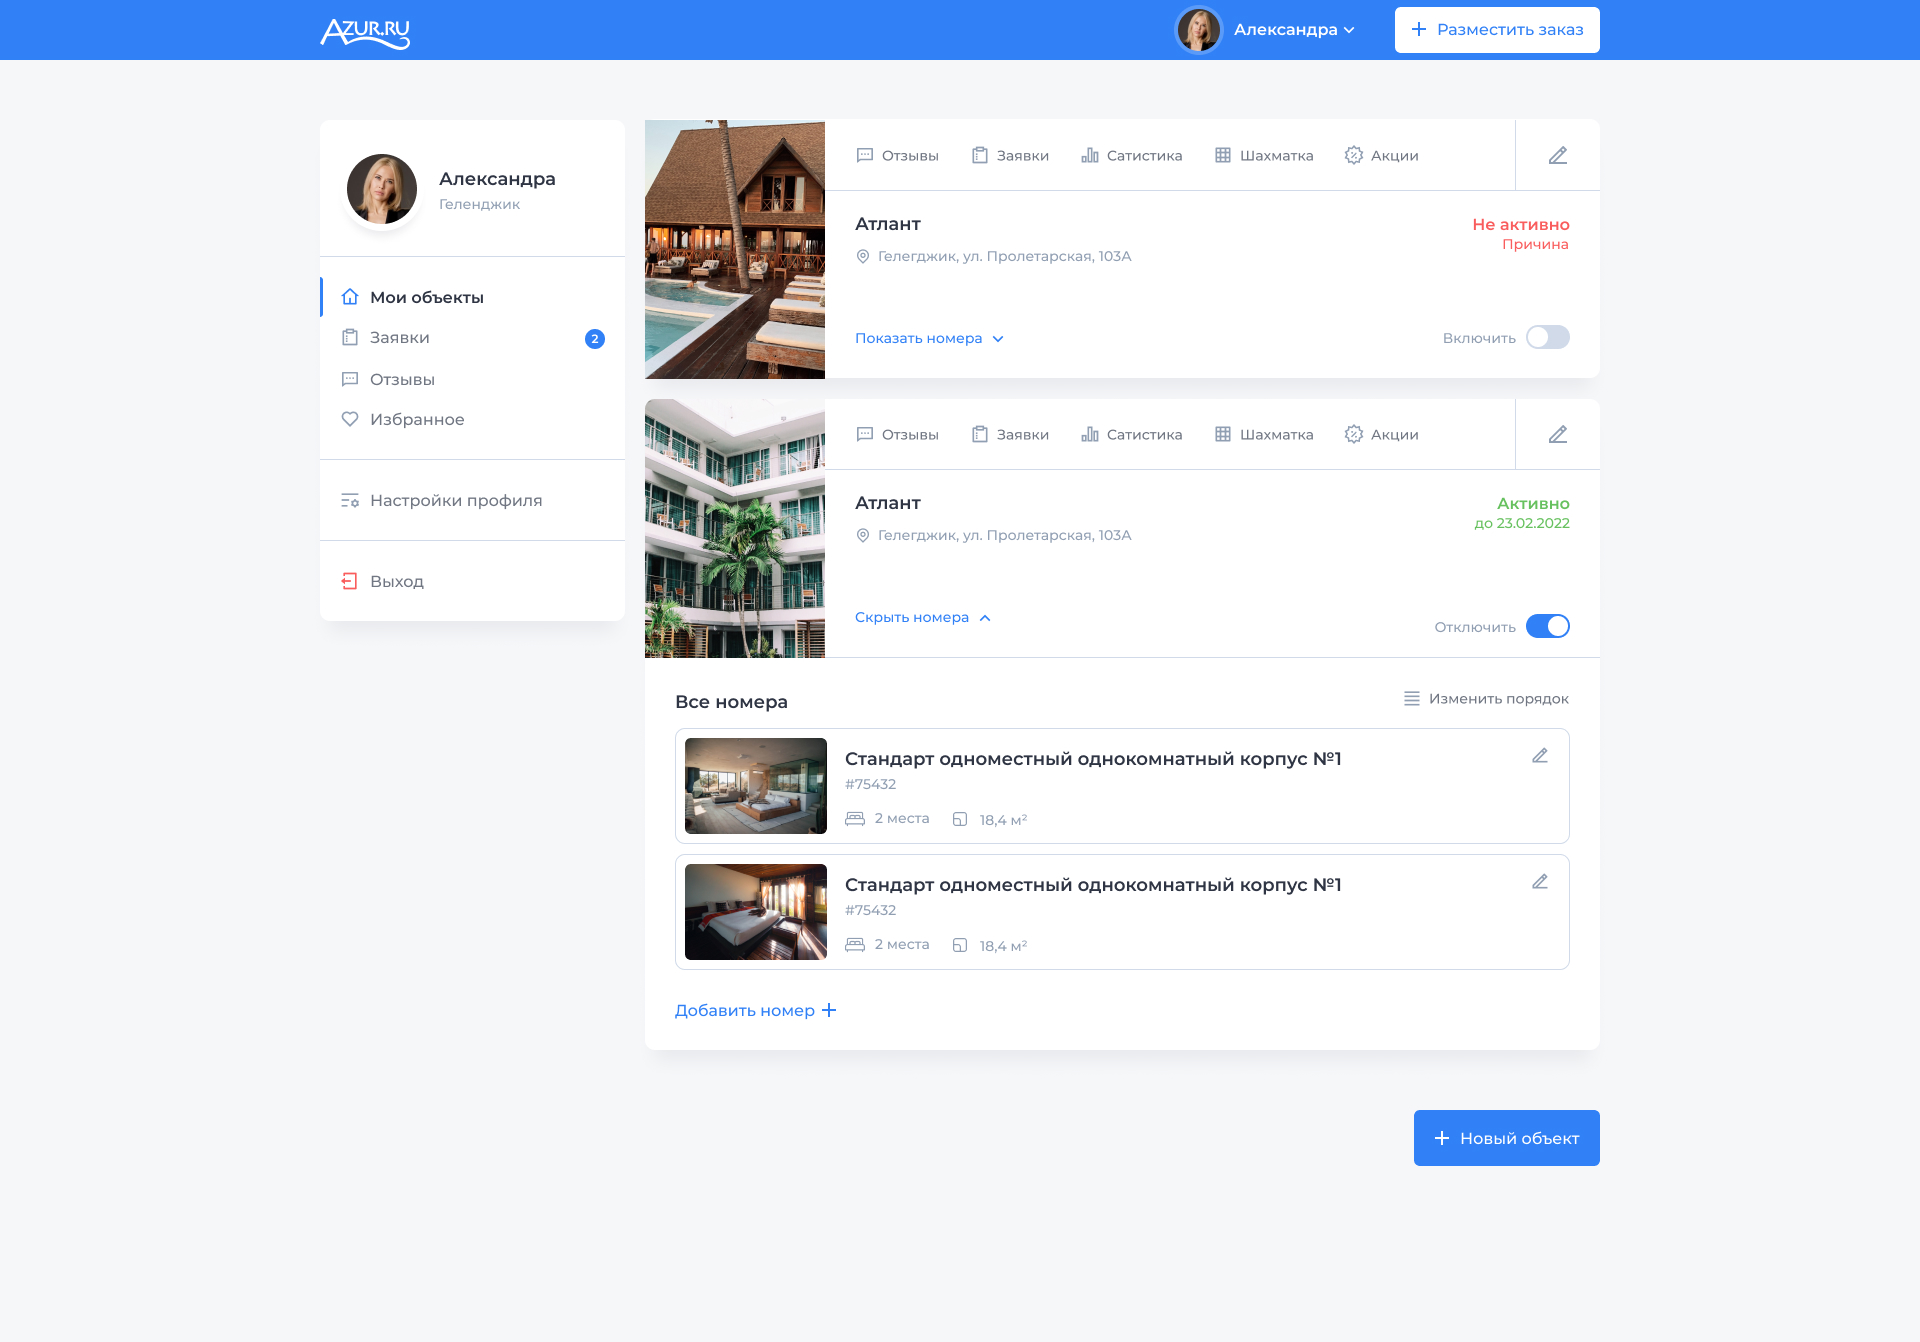 AZUR.RU
Александра
Разместить заказ
Александра
Геленджик
Мои объекты
Заявки 2
Отзывы
Избранное
Настройки профиля
Выход
Отзывы Заявки Сатистика Шахматка Акции
Атлант
Не активно
Гелегджик, ул. Пролетарская, 103А
Причина
Показать номера
Включить
Отзывы Заявки Сатистика Шахматка Акции
Атлант
Активно
Гелегджик, ул. Пролетарская, 103А
до 23.02.2022
Скрыть номера
Отключить
Все номера
Изменить порядок
Стандарт одноместный однокомнатный корпус №1
#75432
2 места 18,4 м²
Стандарт одноместный однокомнатный корпус №1
#75432
2 места 18,4 м²
Добавить номер
Новый объект